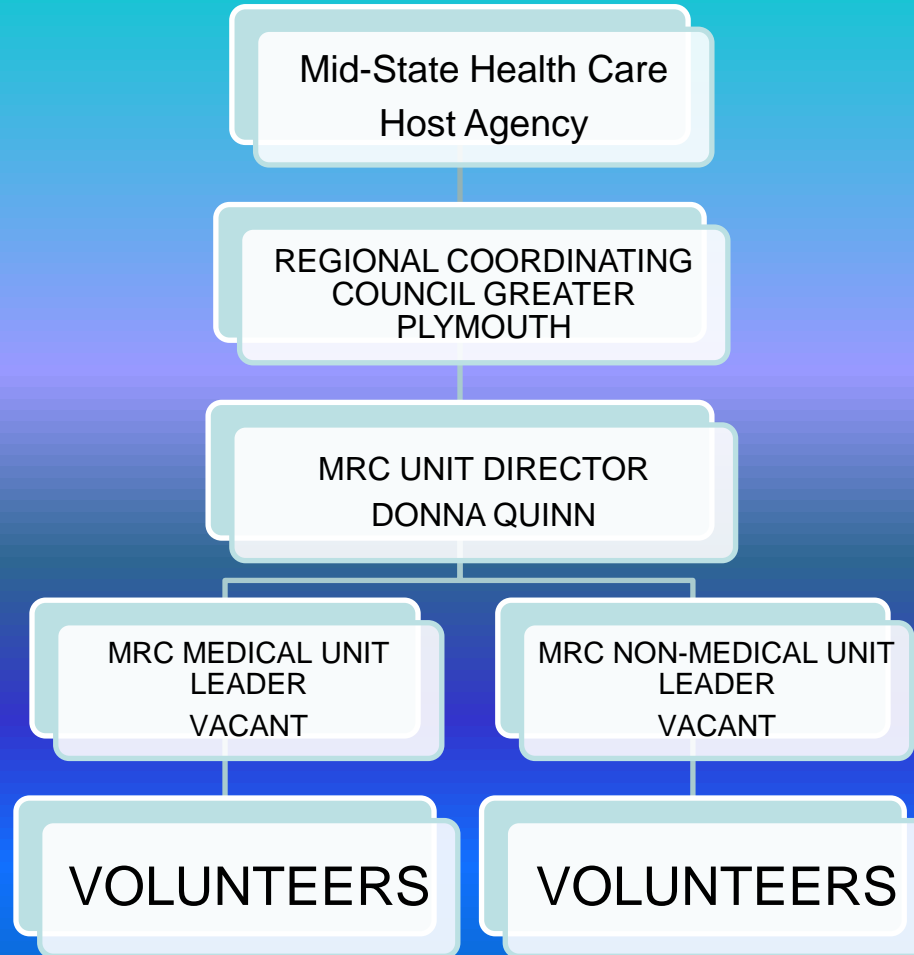 Mid-State Health Care
Host Agency
REGIONAL COORDINATING
COUNCIL GREATER
PLYMOUTH
MRC UNIT DIRECTOR
DONNA QUINN
MRC MEDICAL UNIT
LEADER
VACANT
MRC NON-MEDICAL UNIT
LEADER
VACANT
VOLUNTEERS
VOLUNTEERS